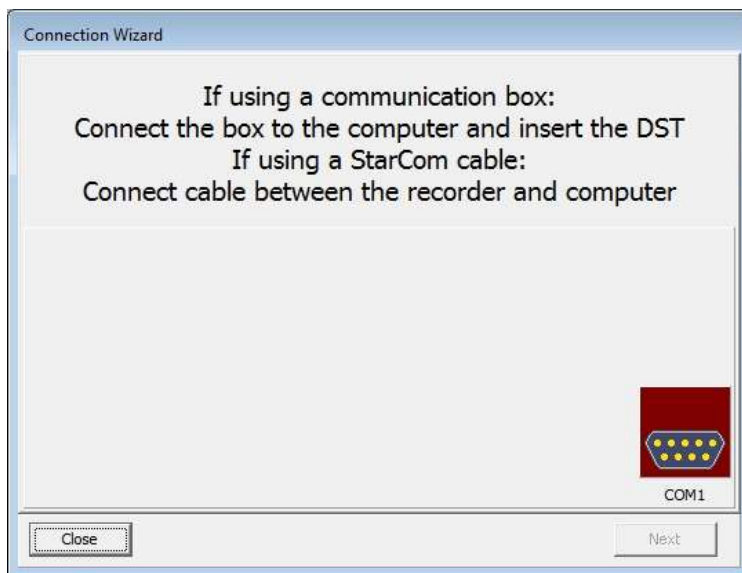 Connection Wizard
If using a communication box:
Connect the box to the computer and insert the DST
If using a StarCom cable:
Connect cable between the recorder and computer
COM1
Close
Next